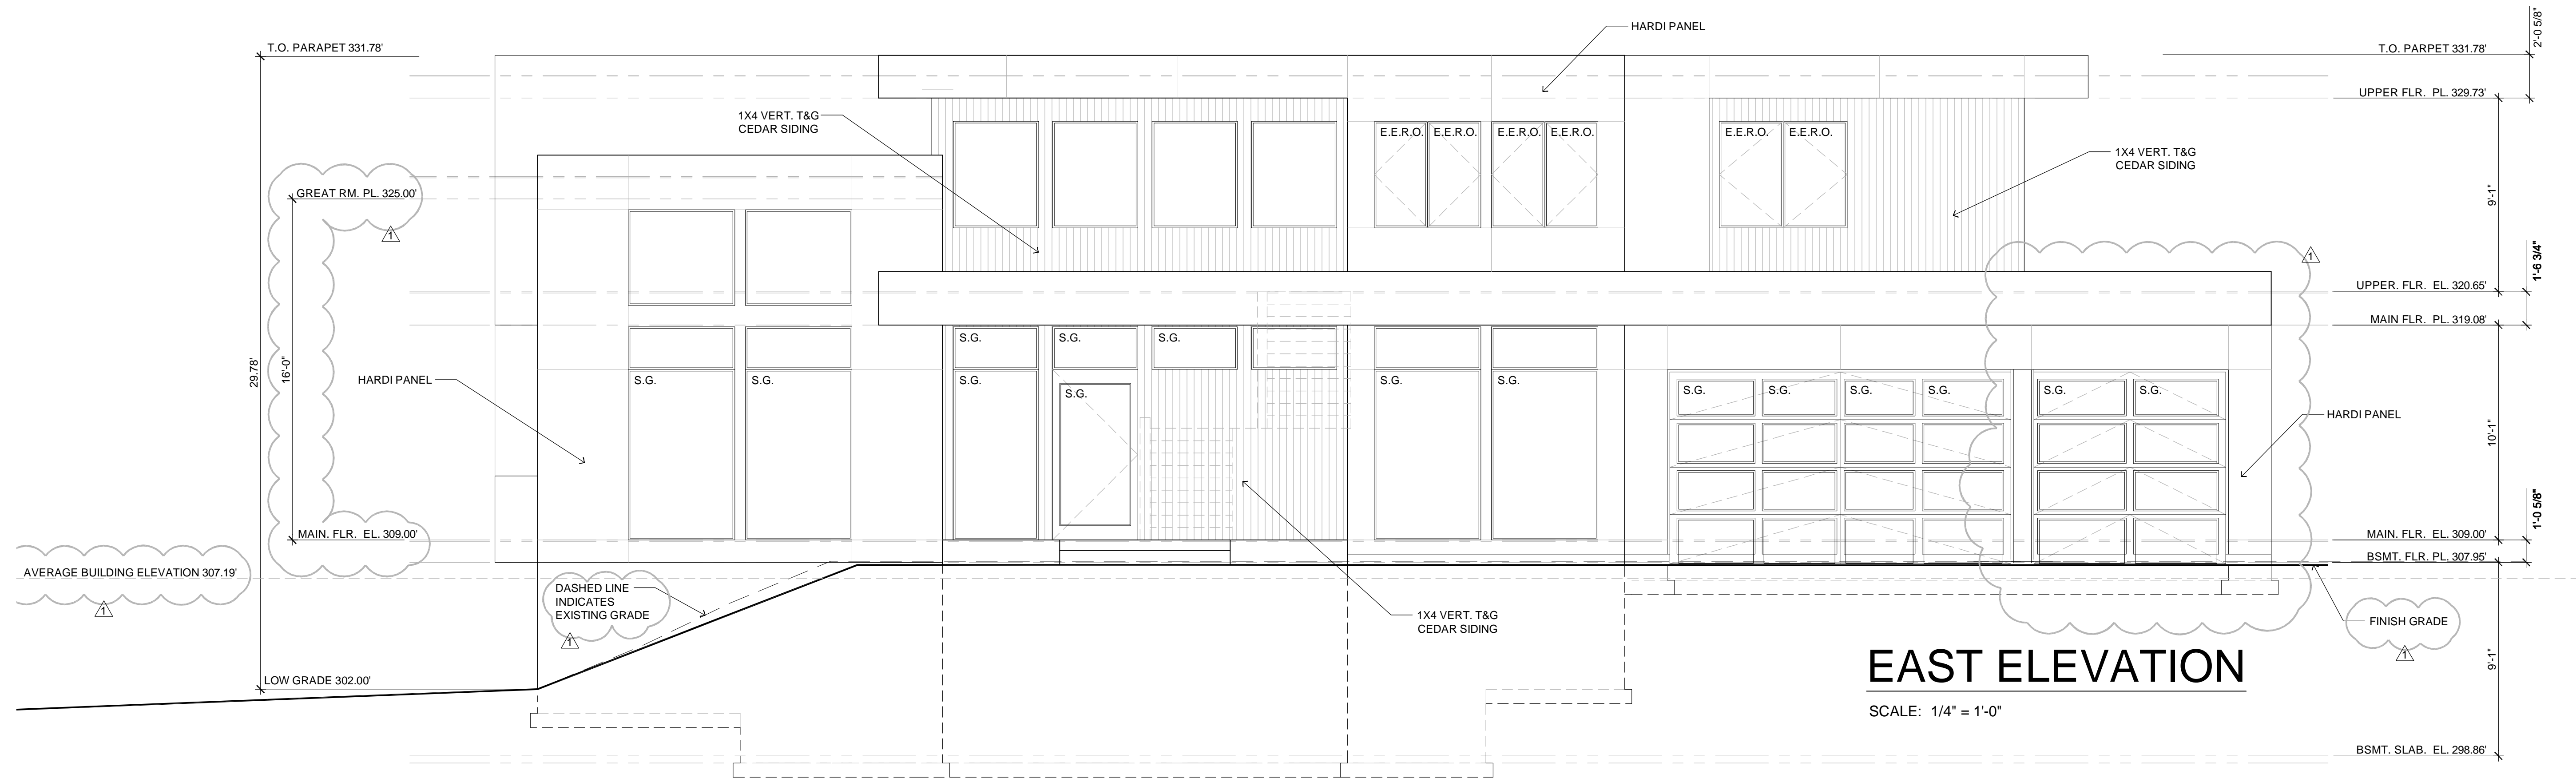 HARDI PANEL
T.O. PARAPET 331.78'
T.O. PARPET 331.78'
2'-0 5/8"
UPPER FLR. PL. 329.73'
1X4 VERT. T&G
CEDAR SIDING
E.E.R.O. E.E.R.O. E.E.R.O. E.E.R.O. E.E.R.O. E.E.R.O.
1X4 VERT. T&G
CEDAR SIDING
GREAT RM. PL. 325.00'
1
9'-1"
1
1'-6 3/4"
UPPER. FLR. EL. 320.65'
MAIN FLR. PL. 319.08'
S.G. S.G. S.G.
29.78'
16'-0"
HARDI PANEL
S.G. S.G. S.G. S.G. S.G. S.G.
S.G. S.G. S.G. S.G. S.G. S.G.
HARDI PANEL
10'-1"
1'-0 5/8"
MAIN. FLR. EL. 309.00'
MAIN. FLR. EL. 309.00'
BSMT. FLR. PL. 307.95'
AVERAGE BUILDING ELEVATION 307.19'
1
DASHED LINE
INDICATES
EXISTING GRADE
1
1X4 VERT. T&G
CEDAR SIDING
FINISH GRADE
1
9'-1"
LOW GRADE 302.00'
EAST ELEVATION
SCALE: 1/4" = 1'-0"
BSMT. SLAB. EL. 298.86'